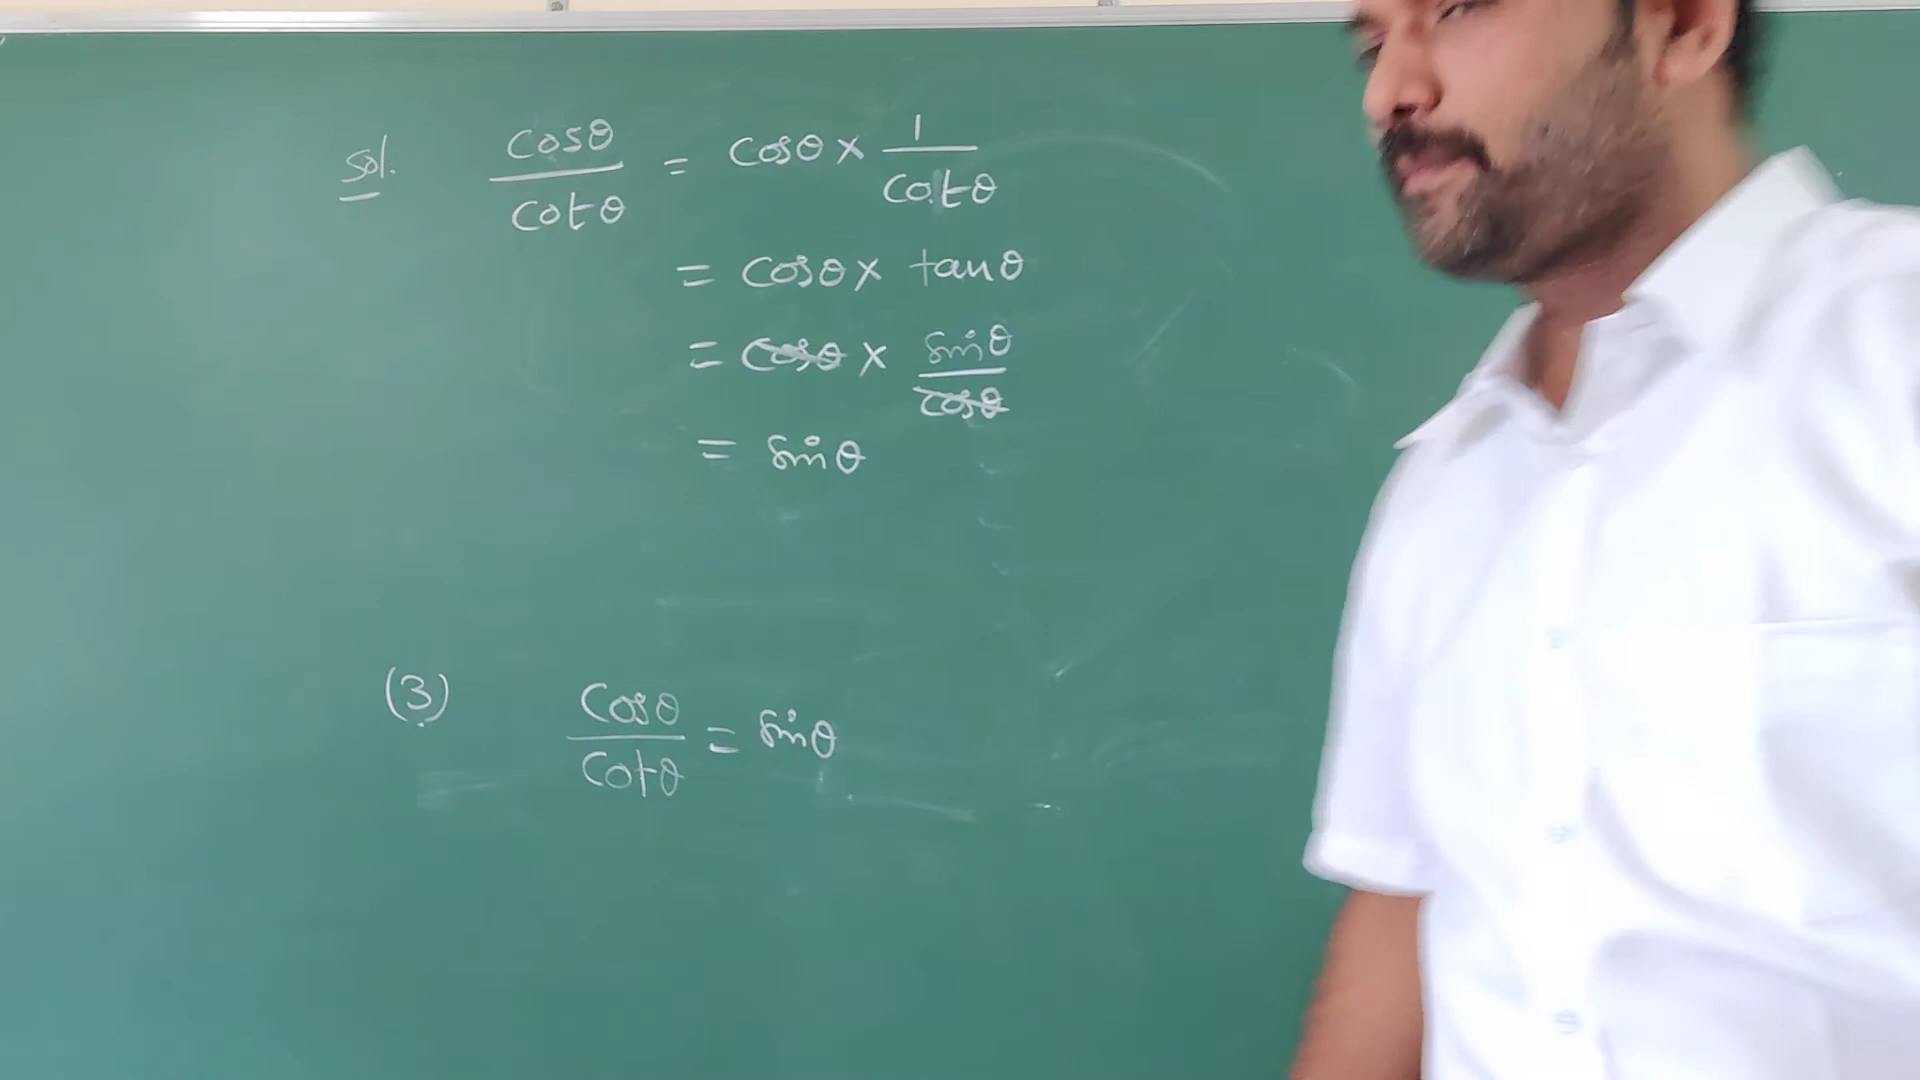 Sol. cosθ / cotθ = cosθ × 1 / cotθ
= cosθ × tanθ
= cosθ × sinθ / cosθ
= sinθ
(3) cosθ / cotθ = sinθ